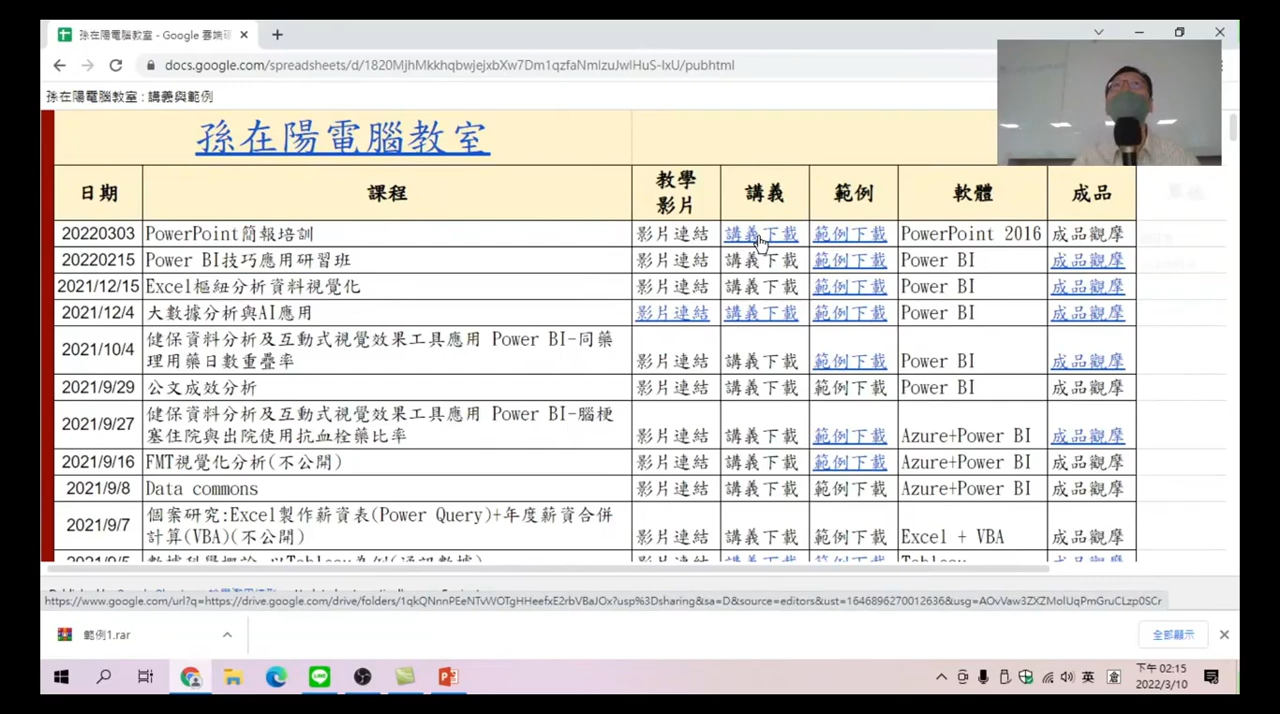 孫在陽電腦教室 - Google 雲端
docs.google.com/spreadsheets/d/1820MjhMkkhqbwjejxbXw7Dm1qzfaNmlzuJwlHuS-IxU/pubhtml
孫在陽電腦教室 : 講義與範例
孫在陽電腦教室
日期 課程 教學影片 講義 範例 軟體 成品
20220303 PowerPoint簡報培訓 影片連結 講義下載 範例下載 PowerPoint 2016 成品觀摩
20220215 Power BI技巧應用研習班 影片連結 講義下載 範例下載 Power BI 成品觀摩
2021/12/15 Excel樞紐分析資料視覺化 影片連結 講義下載 範例下載 Power BI 成品觀摩
2021/12/4 大數據分析與AI應用 影片連結 講義下載 範例下載 Power BI 成品觀摩
健保資料分析及互動式視覺效果工具應用 Power BI-同藥
2021/10/4 理用藥日數重疊率 影片連結 講義下載 範例下載 Power BI 成品觀摩
2021/9/29 公文成效分析 影片連結 講義下載 範例下載 Power BI 成品觀摩
健保資料分析及互動式視覺效果工具應用 Power BI-腦梗
2021/9/27 塞住院與出院使用抗血栓藥比率 影片連結 講義下載 範例下載 Azure+Power BI 成品觀摩
2021/9/16 FMT視覺化分析(不公開) 影片連結 講義下載 範例下載 Azure+Power BI 成品觀摩
2021/9/8 Data commons 影片連結 講義下載 範例下載 Azure+Power BI 成品觀摩
個案研究:Excel製作薪資表(Power Query)+年度薪資合併
2021/9/7 計算(VBA)(不公開) 影片連結 講義下載 範例下載 Excel + VBA 成品觀摩
https://www.google.com/url?q=https://drive.google.com/drive/folders/1qkQNnnPEeNTvWOTgHHeefxE2rbVBaJOx?usp%3Dsharing&sa=D&source=editors&ust=1646896270012636&usg=AOvVaw3ZXZMolUqPmGruCLzp0SCr
範例1.rar 全部顯示
英 倉
下午 02:15
2022/3/10